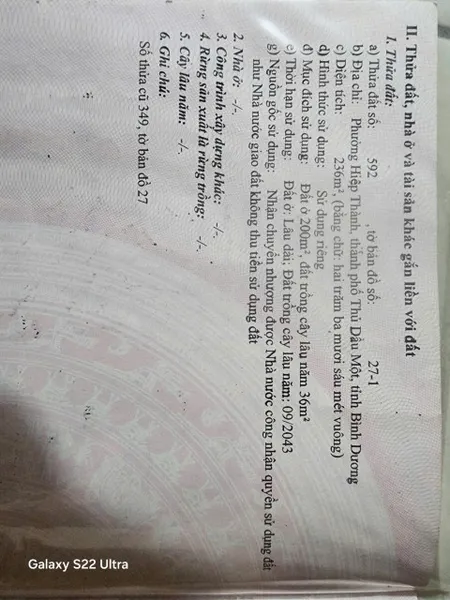 II. Thửa đất, nhà ở và tài sản khác gắn liền với đất
1. Thửa đất:
a) Thửa đất số: 592 , tờ bản đồ số: 27-1
b) Địa chỉ: Phường Hiệp Thành, thành phố Thủ Dầu Một, tỉnh Bình Dương
c) Diện tích: 236m², (bằng chữ: hai trăm ba mươi sáu mét vuông)
d) Hình thức sử dụng: Sử dụng riêng
đ) Mục đích sử dụng: Đất ở 200m², đất trồng cây lâu năm 36m²
e) Thời hạn sử dụng: Đất ở: Lâu dài; Đất trồng cây lâu năm: 09/2043
g) Nguồn gốc sử dụng: Nhận chuyển nhượng được Nhà nước công nhận quyền sử dụng đất
như Nhà nước giao đất không thu tiền sử dụng đất
2. Nhà ở: -/-.
3. Công trình xây dựng khác: -/-.
4. Rừng sản xuất là rừng trồng: -/-.
5. Cây lâu năm: -/-.
6. Ghi chú:
Số thửa cũ 349, tờ bản đồ 27
Galaxy S22 Ultra